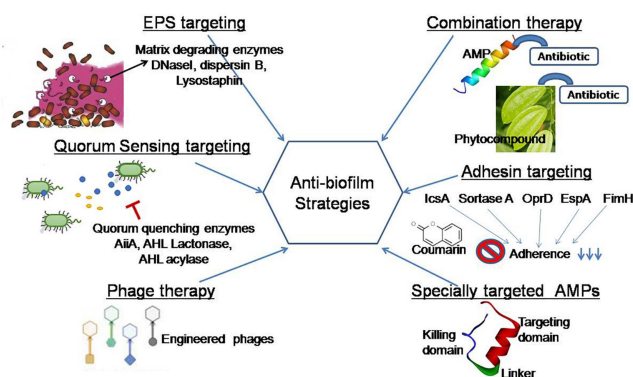 EPS targeting
Matrix degrading enzymes
DNaseI, dispersin B,
Lysostaphin
Quorum Sensing targeting
Quorum quenching enzymes
AiiA, AHL Lactonase,
AHL acylase
Phage therapy
Engineered phages
Anti-biofilm
Strategies
Combination therapy
AMP
Antibiotic
Antibiotic
Phytocompound
Adhesin targeting
IcsA Sortase A OprD EspA FimH
O
O
Coumarin
Adherence
Specially targeted AMPs
Targeting
domain
Killing
domain
Linker